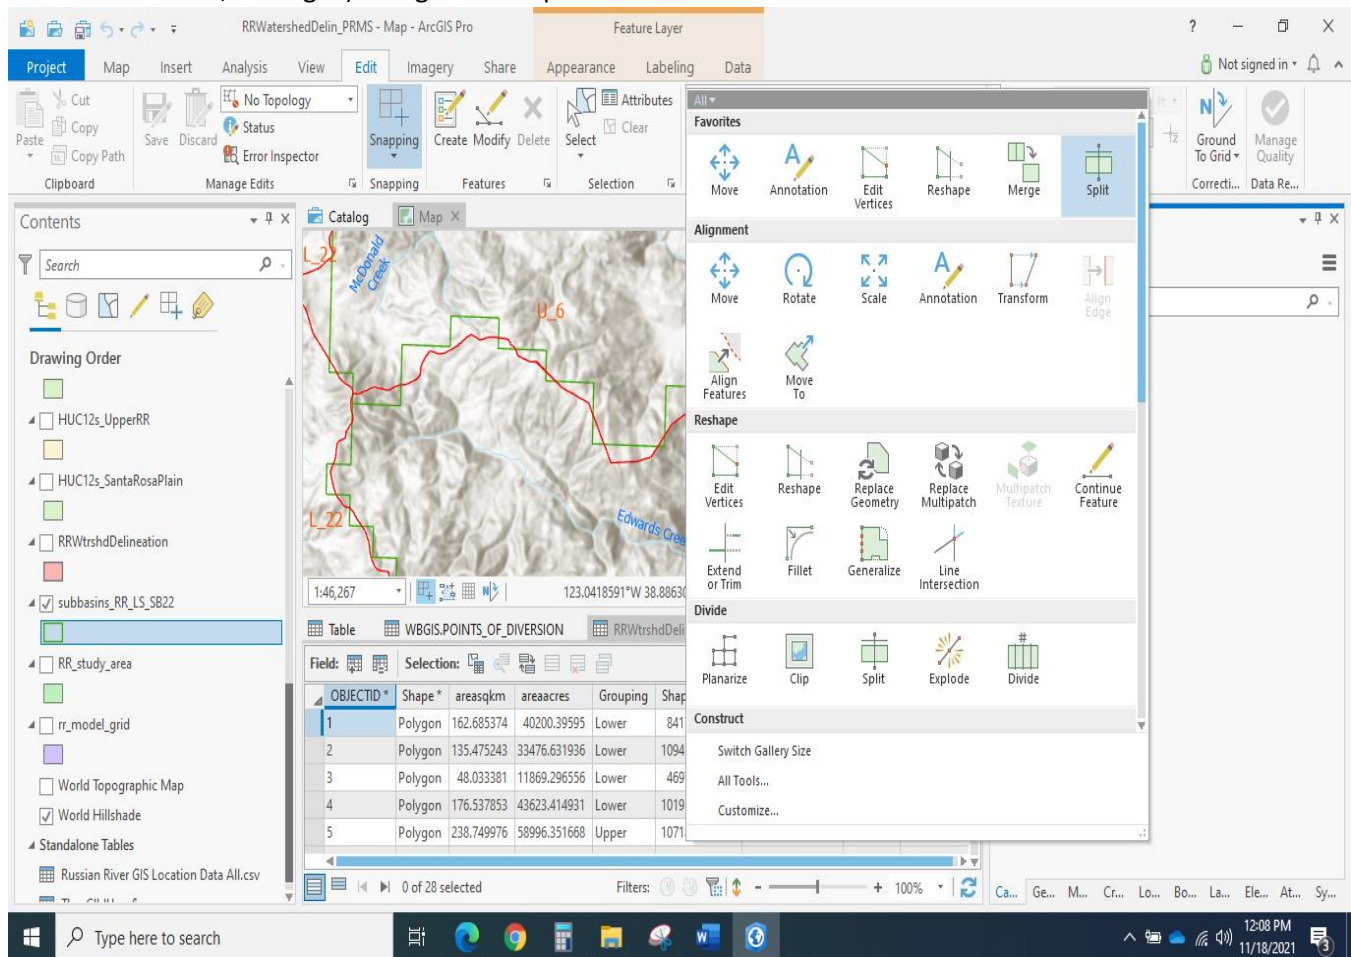 RRWatershedDelin_PRMS - Map - ArcGIS Pro
Feature Layer
?
Project Map Insert Analysis View Edit Imagery Share Appearance Labeling Data
Not signed in
Cut
Copy
Copy Path
Paste
Clipboard
Save Discard
No Topology
Status
Error Inspector
Manage Edits
Snapping
Snapping
Create Modify Delete
Features
Select
Attributes
Clear
Selection
Ground To Grid
Correcti...
Manage Quality
Data Re...
All
Favorites
Move
Annotation
Edit Vertices
Reshape
Merge
Split
Alignment
Move
Rotate
Scale
Annotation
Transform
Align Edge
Align Features
Move To
Reshape
Edit Vertices
Reshape
Replace Geometry
Replace Multipatch
Multipatch Texture
Continue Feature
Extend or Trim
Fillet
Generalize
Line Intersection
Divide
Planarize
Clip
Split
Explode
Divide
Construct
Switch Gallery Size
All Tools...
Customize...
Contents
Search
Drawing Order
HUC12s_UpperRR
HUC12s_SantaRosaPlain
RRWtrshdDelineation
subbasins_RR_LS_SB22
RR_study_area
rr_model_grid
World Topographic Map
World Hillshade
Standalone Tables
Russian River GIS Location Data All.csv
Catalog Map
L_22
McDonald Creek
U_6
L_22
Edwards Cree
1:46,267
123.0418591°W 38.88630
Table WBGIS.POINTS_OF_DIVERSION RRWtrshdDeli
Field: Selection:
OBJECTID * Shape * areasqkm areaacres Grouping Shap
1 Polygon 162.685374 40200.39595 Lower 841
2 Polygon 135.475243 33476.631936 Lower 1094
3 Polygon 48.033381 11869.296556 Lower 469
4 Polygon 176.537853 43623.414931 Lower 1019
5 Polygon 238.749976 58996.351668 Upper 1071
0 of 28 selected Filters: - + 100%
Ca... Ge... M... Cr... Lo... Bo... La... Ele... At... Sy...
Type here to search
12:08 PM
11/18/2021
3